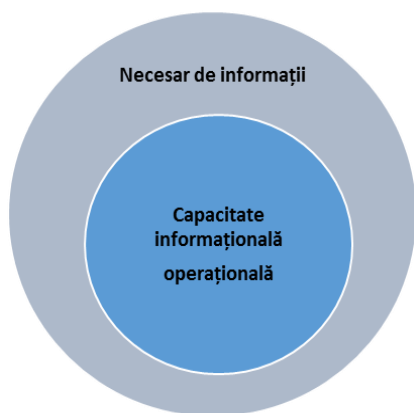 Necesar de informații
Capacitate
informațională
operațională